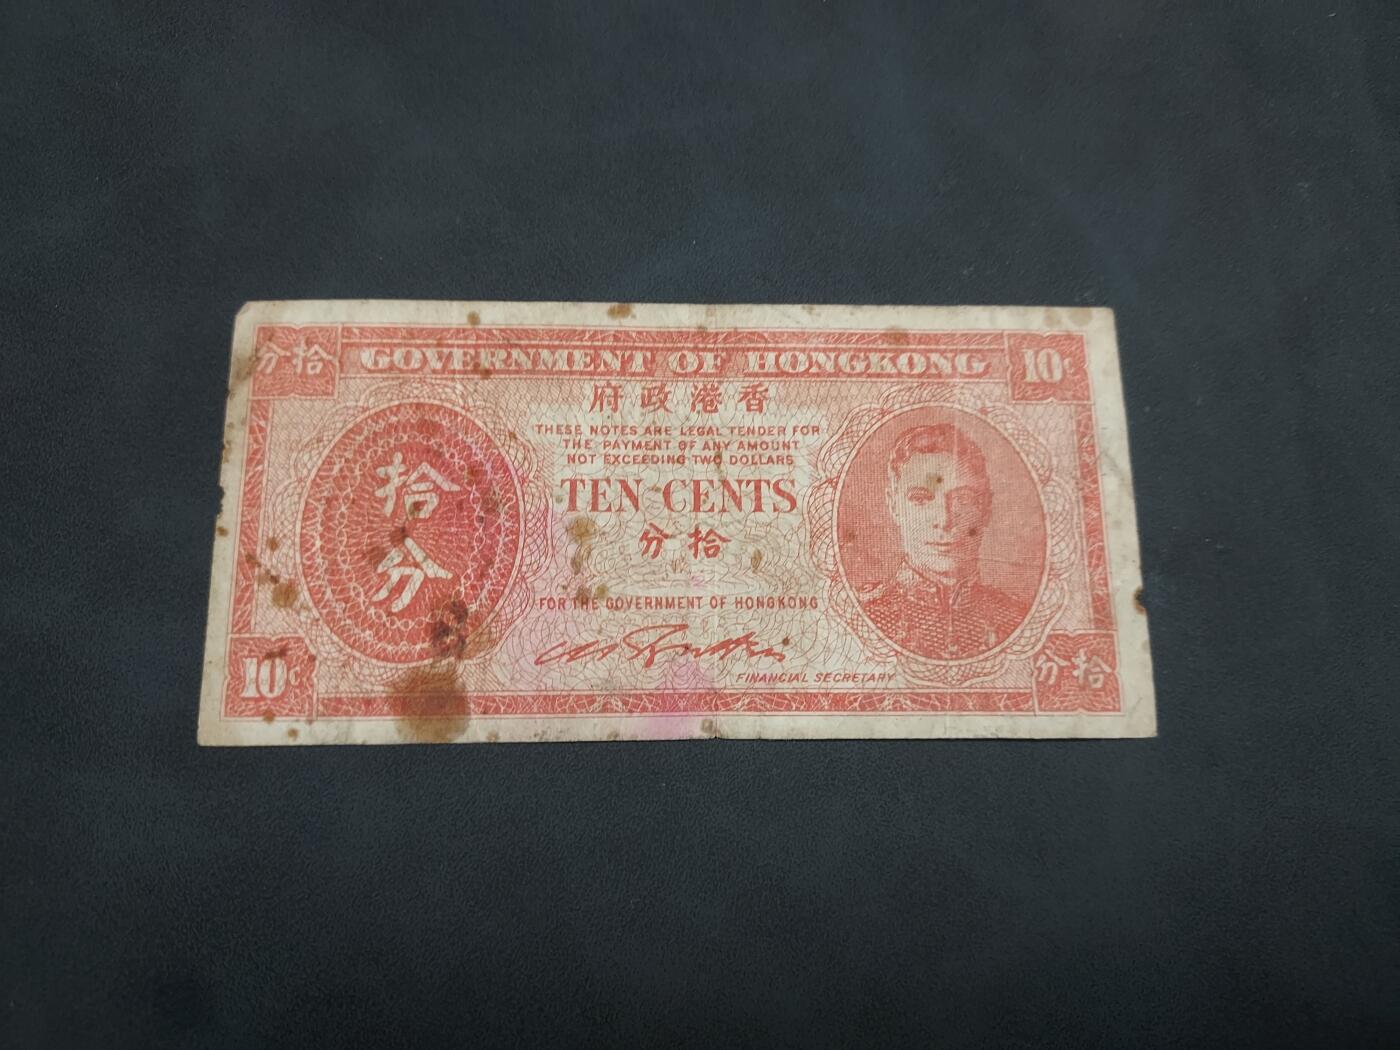 分拾 GOVERNMENT OF HONGKONG 10c
府政港香
THESE NOTES ARE LEGAL TENDER FOR
THE PAYMENT OF ANY AMOUNT
NOT EXCEEDING TWO DOLLARS
拾
分
TEN CENTS
分拾
FOR THE GOVERNMENT OF HONGKONG
10c
FINANCIAL SECRETARY
分拾